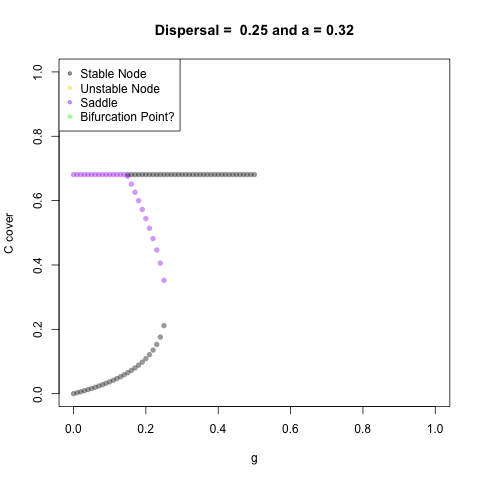 Dispersal = 0.25 and a = 0.32
Stable Node
Unstable Node
Saddle
Bifurcation Point?
C cover
1.0
0.8
0.6
0.4
0.2
0.0
0.0 0.2 0.4 0.6 0.8 1.0
g